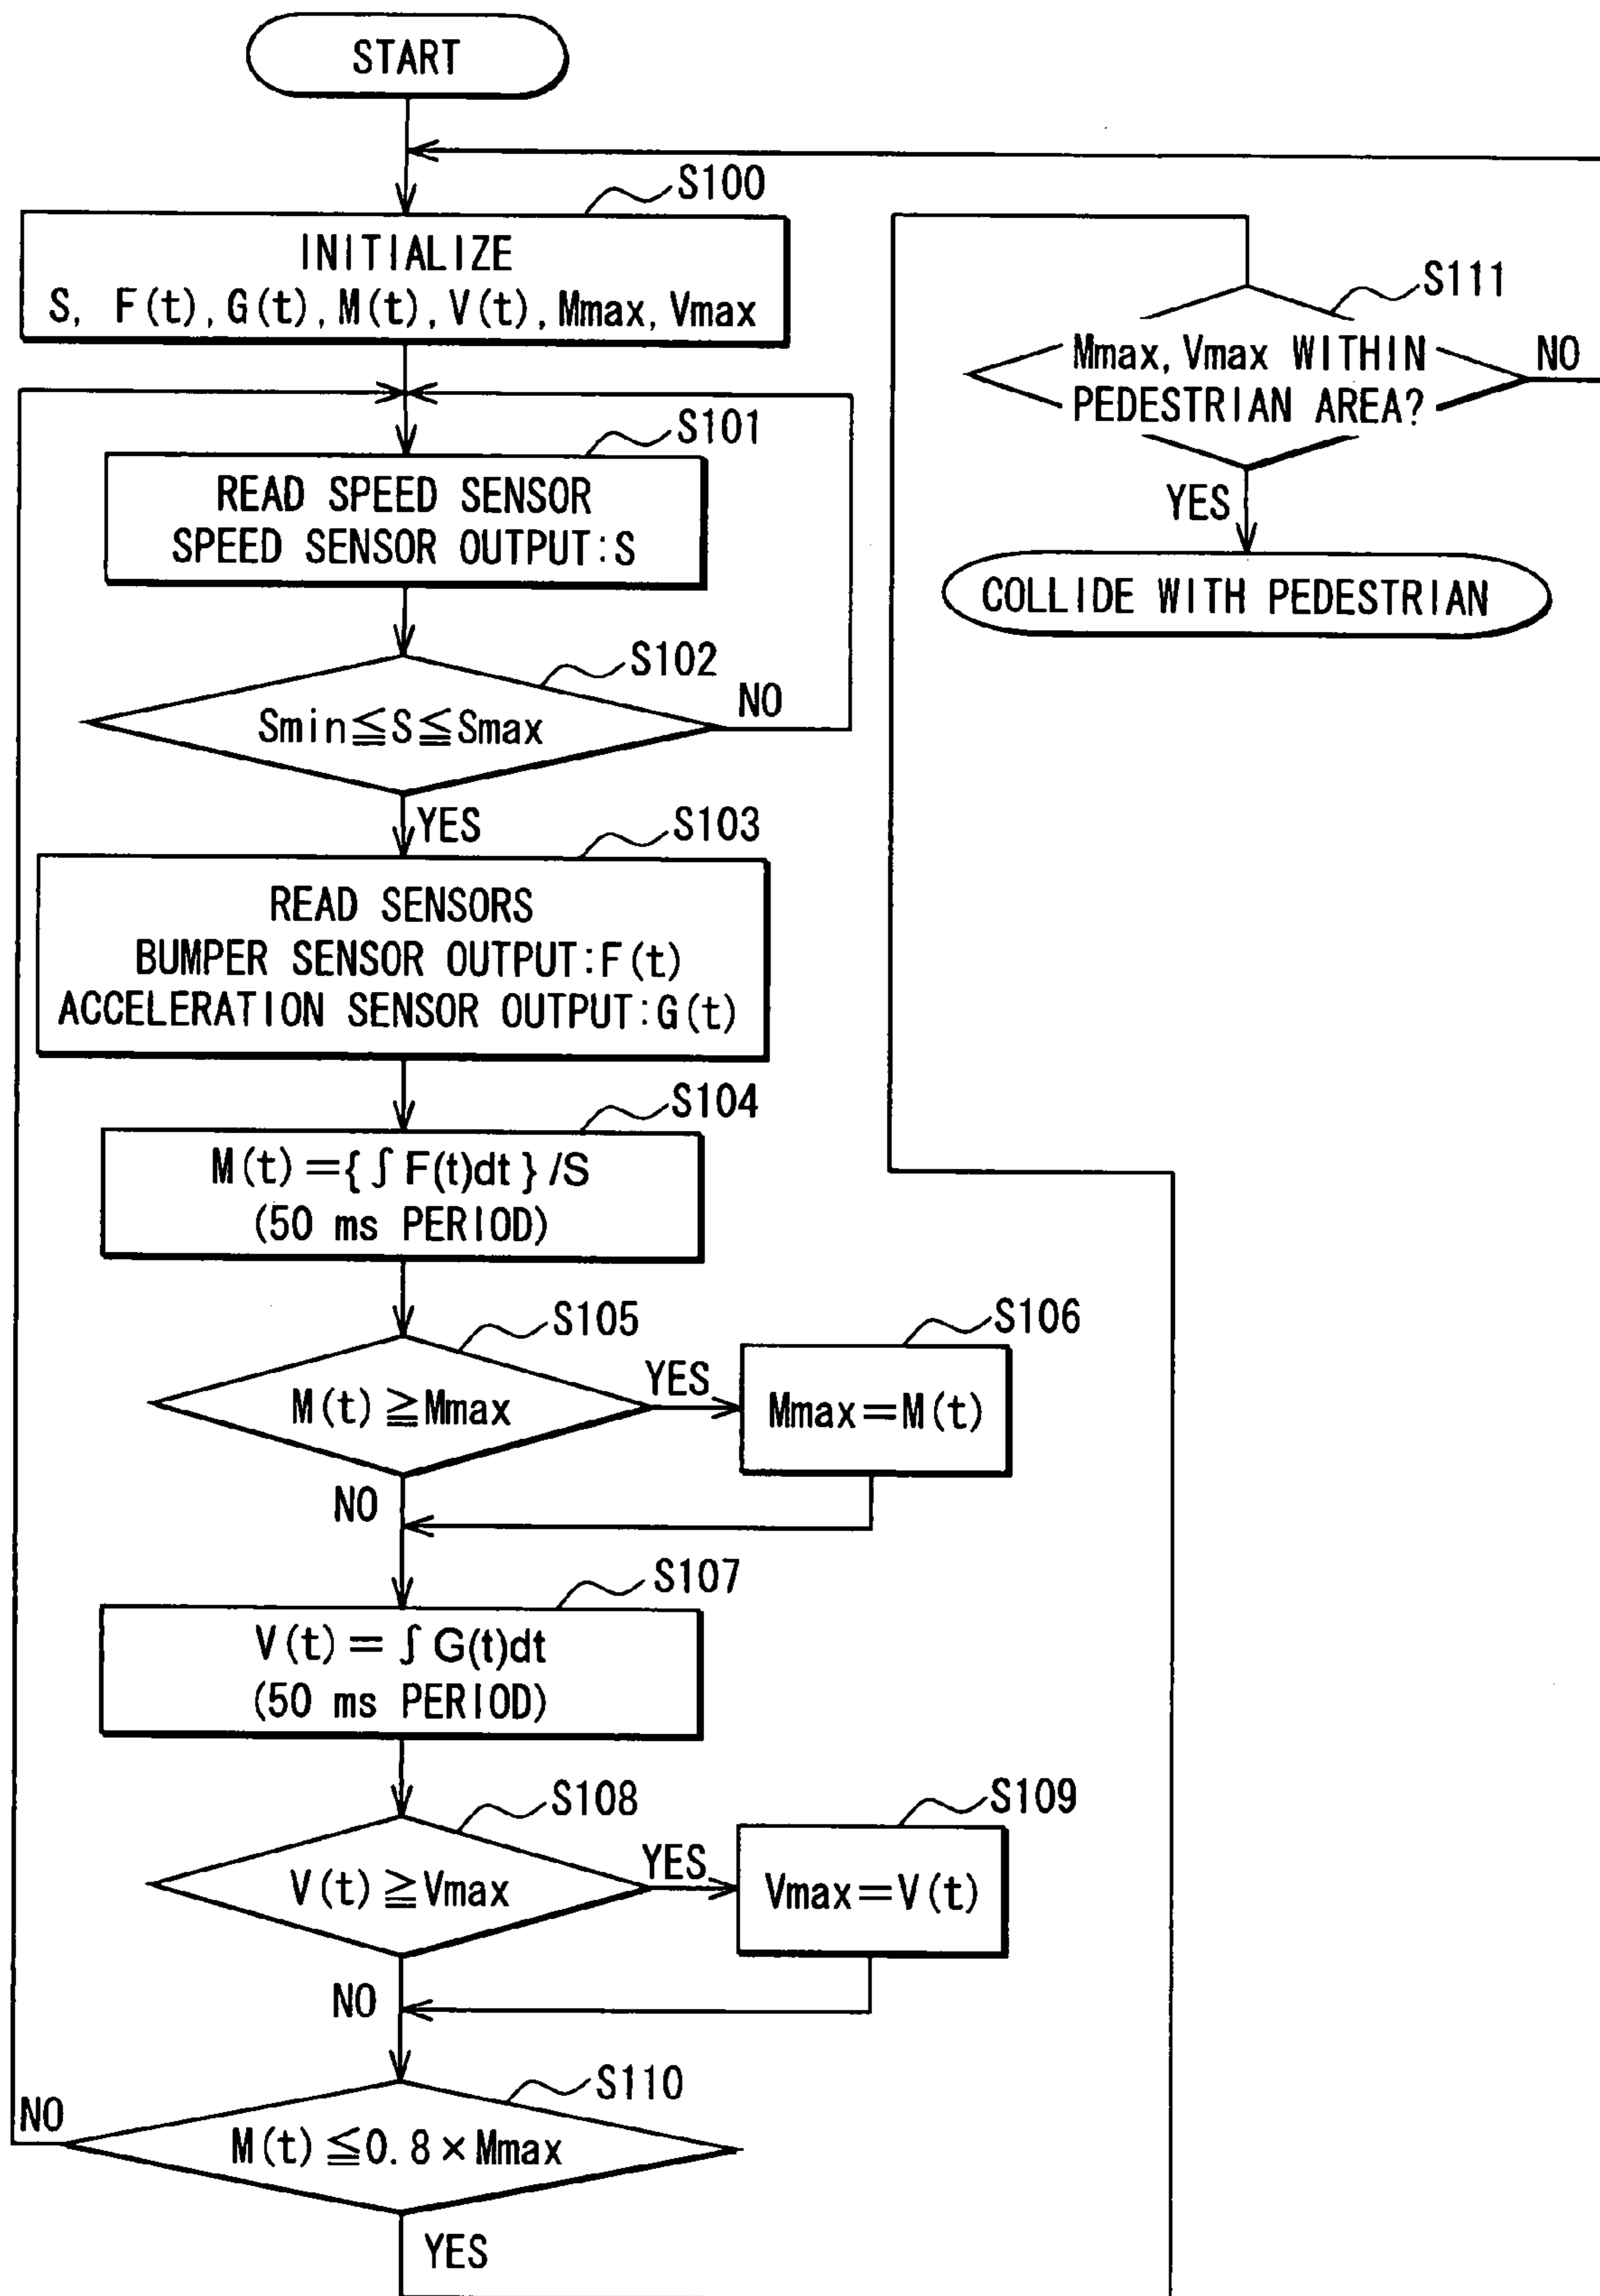 START
S100
INITIALIZE
S, F(t), G(t), M(t), V(t), Mmax, Vmax
S101
READ SPEED SENSOR
SPEED SENSOR OUTPUT:S
S102
Smin≦S≦Smax
NO
YES
S103
READ SENSORS
BUMPER SENSOR OUTPUT:F(t)
ACCELERATION SENSOR OUTPUT:G(t)
S104
M(t)={∫F(t)dt}/S
(50 ms PERIOD)
S105
M(t)≧Mmax
YES
NO
S106
Mmax=M(t)
S107
V(t)=∫G(t)dt
(50 ms PERIOD)
S108
V(t)≧Vmax
YES
NO
S109
Vmax=V(t)
S110
M(t)≦0.8×Mmax
NO
YES
S111
Mmax, Vmax WITHIN
PEDESTRIAN AREA?
NO
YES
COLLIDE WITH PEDESTRIAN